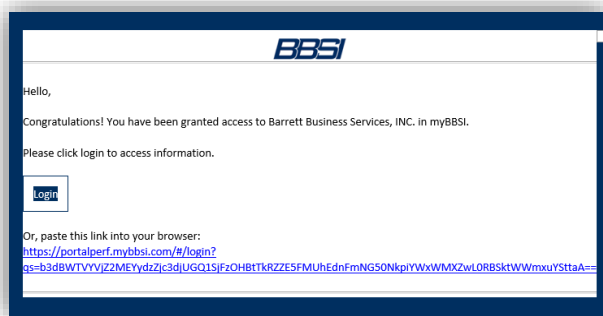 BBSI
Hello,
Congratulations! You have been granted access to Barrett Business Services, INC. in myBBSI.
Please click login to access information.
Login
Or, paste this link into your browser:
https://portalperf.mybbsi.com/#/login?
qs=b3dBWTVYVjZ2MEYydzZjc3djUGQ1SjFzOHBtTkRZZE5FMUhEdnFmNG50NkpiYWxWMXZwL0RBSktWWmxuYSttaA==